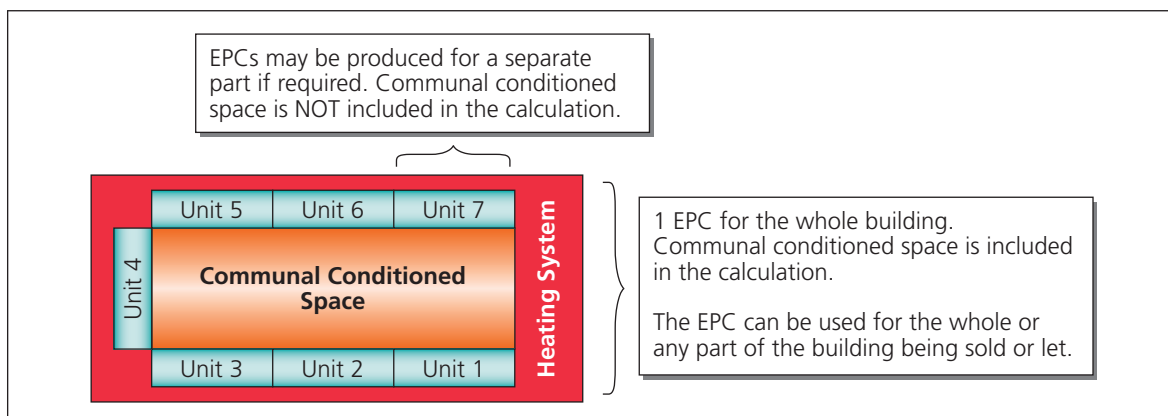 EPCs may be produced for a separate
part if required. Communal conditioned
space is NOT included in the calculation.
Unit 5
Unit 6
Unit 7
Unit 4
Communal Conditioned
Space
Heating System
Unit 3
Unit 2
Unit 1
1 EPC for the whole building.
Communal conditioned space is included
in the calculation.
The EPC can be used for the whole or
any part of the building being sold or let.